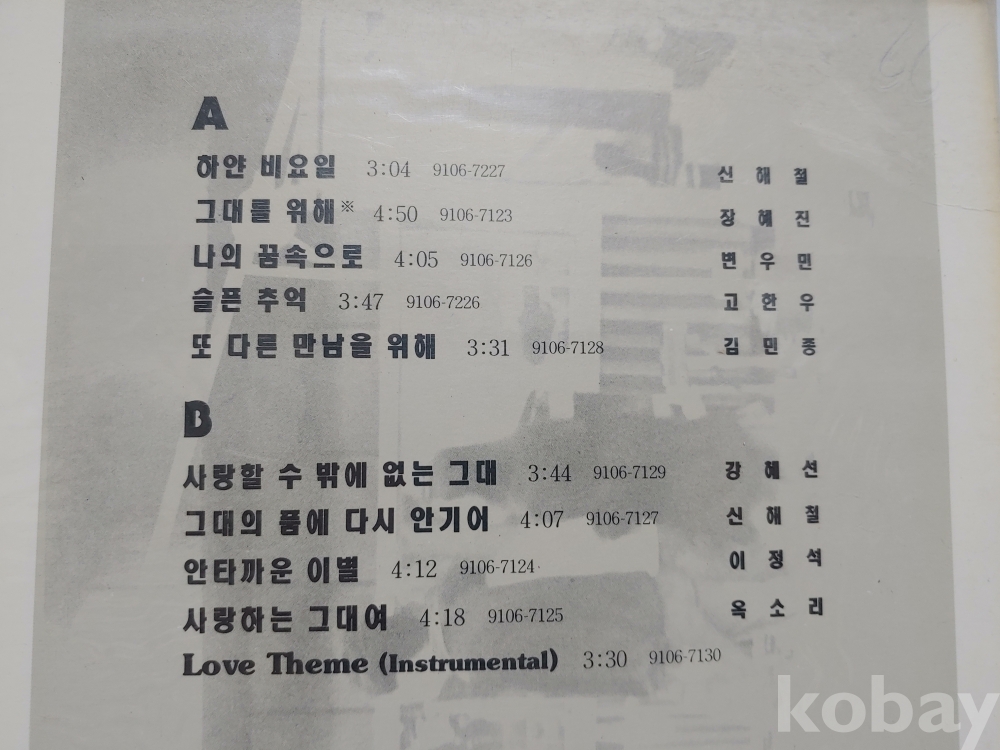 A
하얀 비요일 3:04 9106-7227 신해철
그대를 위해※ 4:50 9106-7123 장혜진
나의 꿈속으로 4:05 9106-7126 변우민
슬픈 추억 3:47 9106-7226 고한우
또 다른 만남을 위해 3:31 9106-7128 김민종
B
사랑할 수 밖에 없는 그대 3:44 9106-7129 강혜선
그대의 품에 다시 안기어 4:07 9106-7127 신해철
안타까운 이별 4:12 9106-7124 이정석
사랑하는 그대여 4:18 9106-7125 옥소리
Love Theme (Instrumental) 3:30 9106-7130
kobay